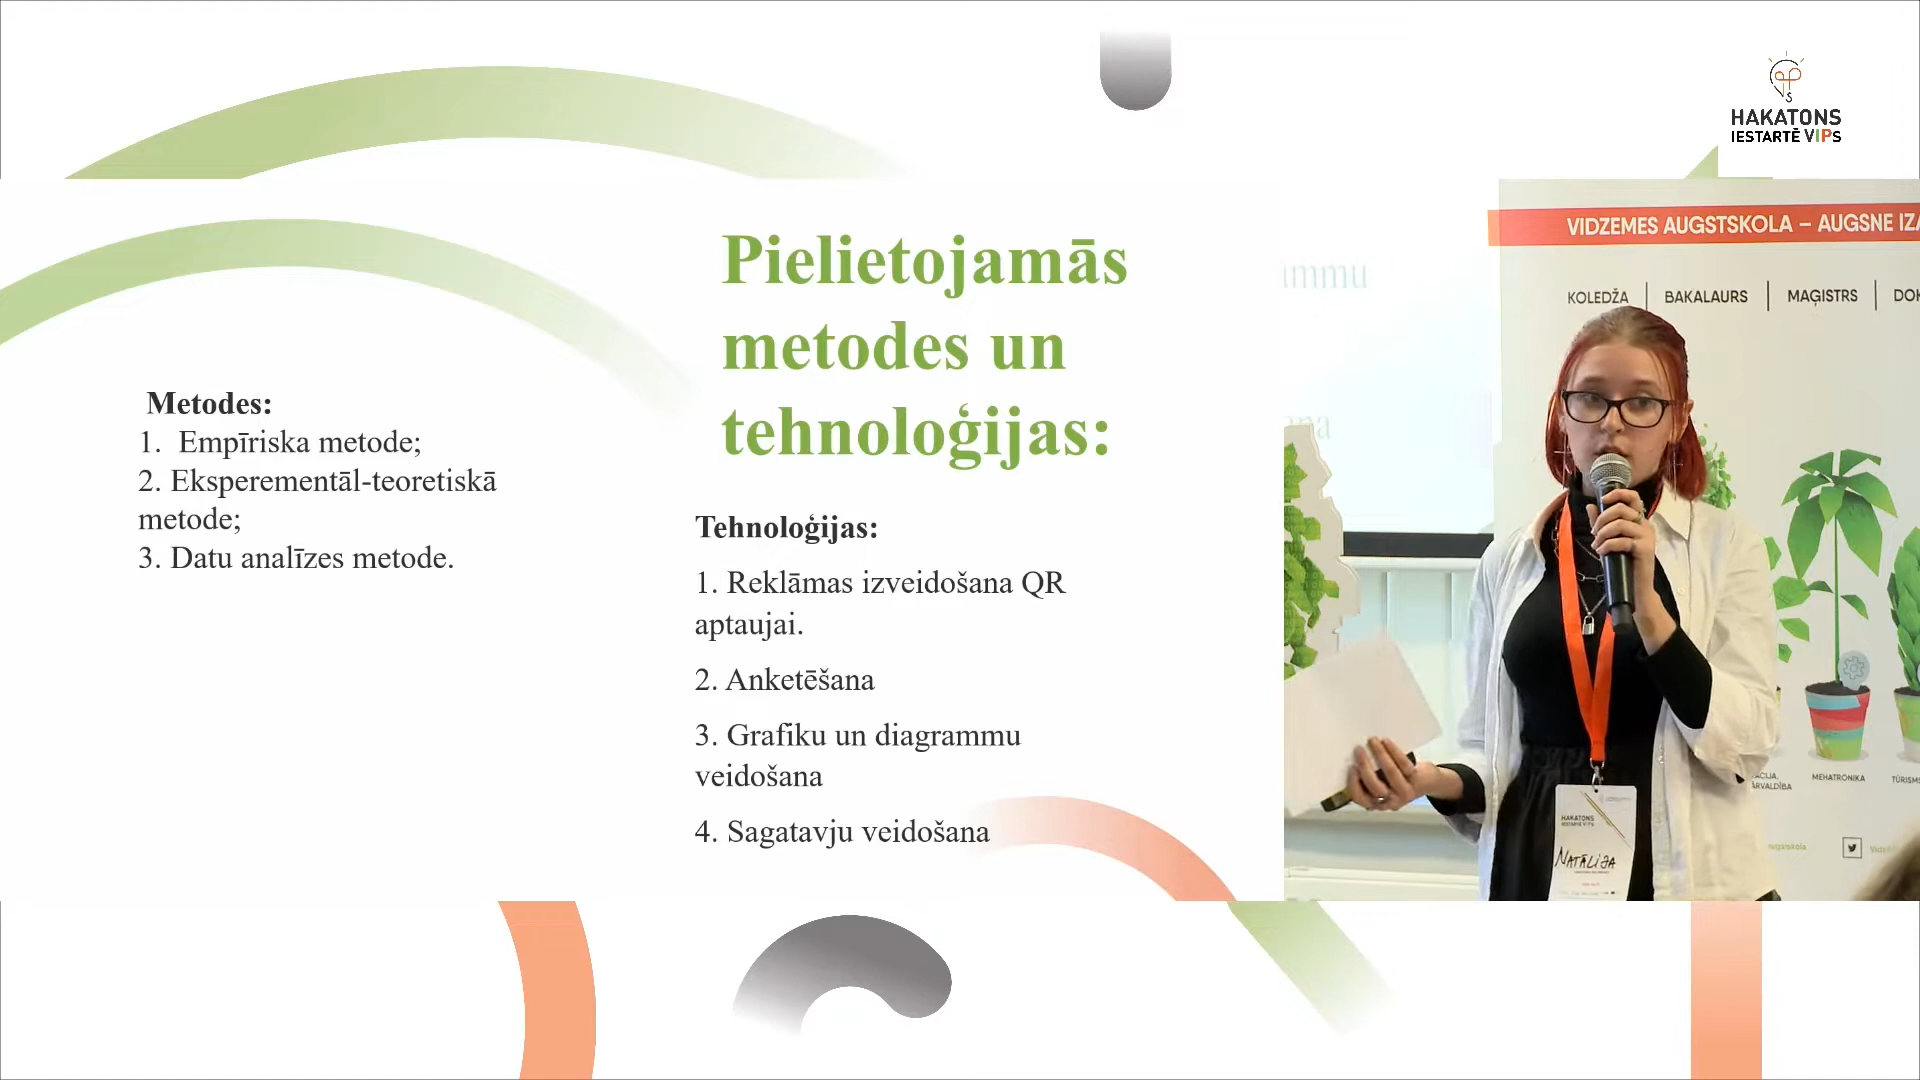 HAKATONS
IESTARTĒ VIPs
Pielietojamās
metodes un
tehnoloģijas:
Metodes:
1. Empīriska metode;
2. Eksperementāl-teoretiskā
metode;
3. Datu analīzes metode.
Tehnoloģijas:
1. Reklāmas izveidošana QR
aptaujai.
2. Anketēšana
3. Grafiku un diagrammu
veidošana
4. Sagatavju veidošana
VIDZEMES AUGSTSKOLA – AUGSNE IZA
KOLEDŽA | BAKALAURS | MAĢISTRS | DOK
ammu
ana
MEHATRONIKA
TŪRISM
HAKATONS
IESTARTĒ VIPs
NATĀLIJA